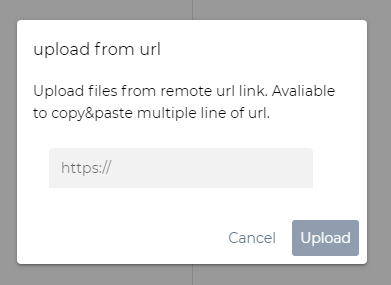 upload from url
Upload files from remote url link. Avaliable
to copy&paste multiple line of url.
https://
Cancel Upload